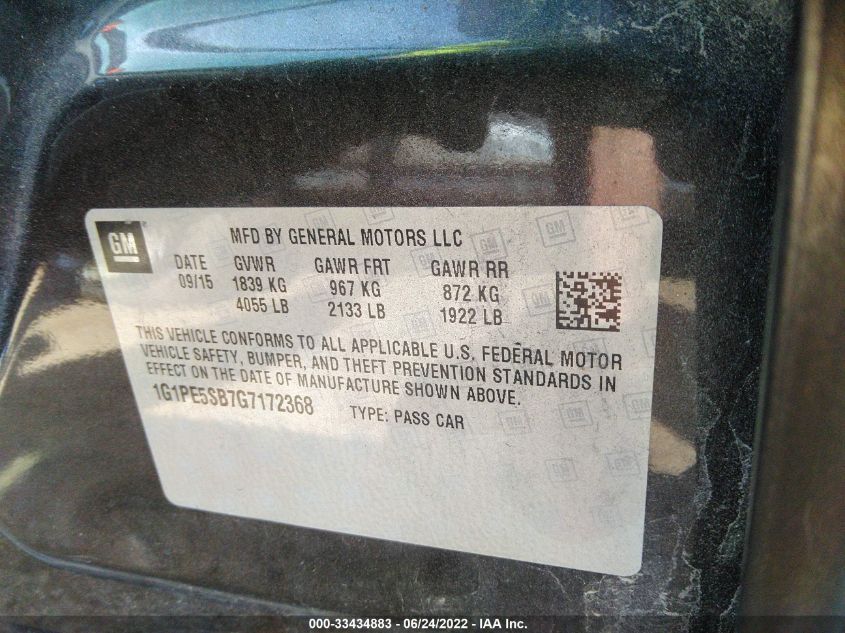 GM
MFD BY GENERAL MOTORS LLC
DATE GVWR GAWR FRT GAWR RR
09/15 1839 KG 967 KG 872 KG
4055 LB 2133 LB 1922 LB
THIS VEHICLE CONFORMS TO ALL APPLICABLE U.S. FEDERAL MOTOR
VEHICLE SAFETY, BUMPER, AND THEFT PREVENTION STANDARDS IN
EFFECT ON THE DATE OF MANUFACTURE SHOWN ABOVE.
1G1PE5SB7G7172368 TYPE: PASS CAR
000-33434883 - 06/24/2022 - IAA Inc.